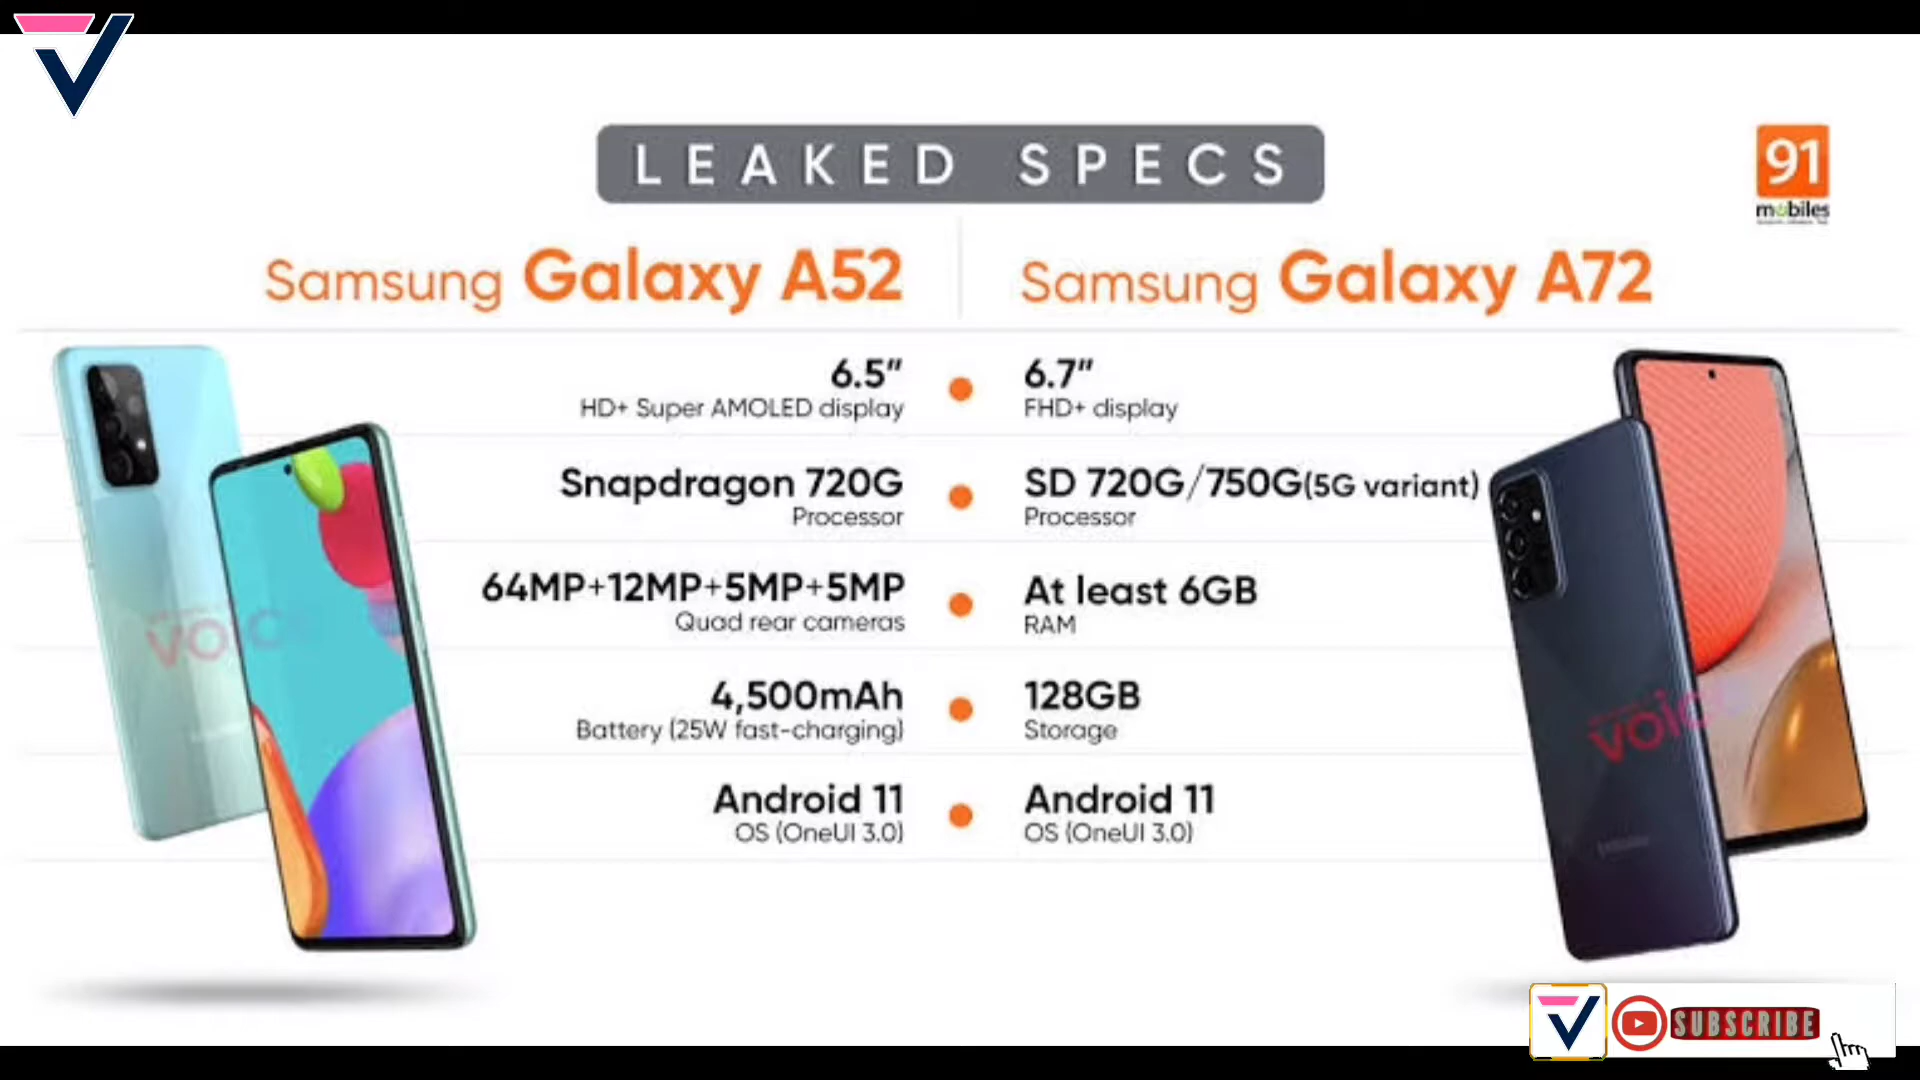 LEAKED SPECS
91
mobiles
Samsung Galaxy A52
Samsung Galaxy A72
6.5"
HD+ Super AMOLED display
6.7"
FHD+ display
Snapdragon 720G
Processor
SD 720G/750G(5G variant)
Processor
64MP+12MP+5MP+5MP
Quad rear cameras
At least 6GB
RAM
4,500mAh
Battery (25W fast-charging)
128GB
Storage
Android 11
OS (OneUI 3.0)
Android 11
OS (OneUI 3.0)
SUBSCRIBE